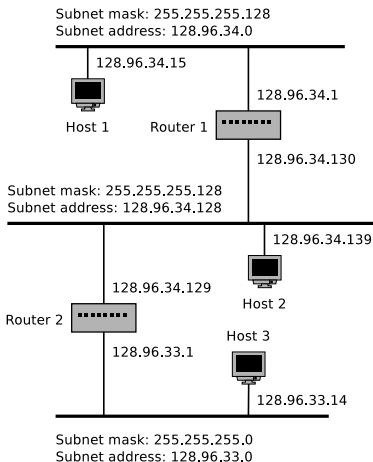 Subnet mask: 255.255.255.128
Subnet address: 128.96.34.0
128.96.34.15
128.96.34.1
Host 1
Router 1
128.96.34.130
Subnet mask: 255.255.255.128
Subnet address: 128.96.34.128
128.96.34.139
128.96.34.129
Host 2
Router 2
Host 3
128.96.33.1
128.96.33.14
Subnet mask: 255.255.255.0
Subnet address: 128.96.33.0